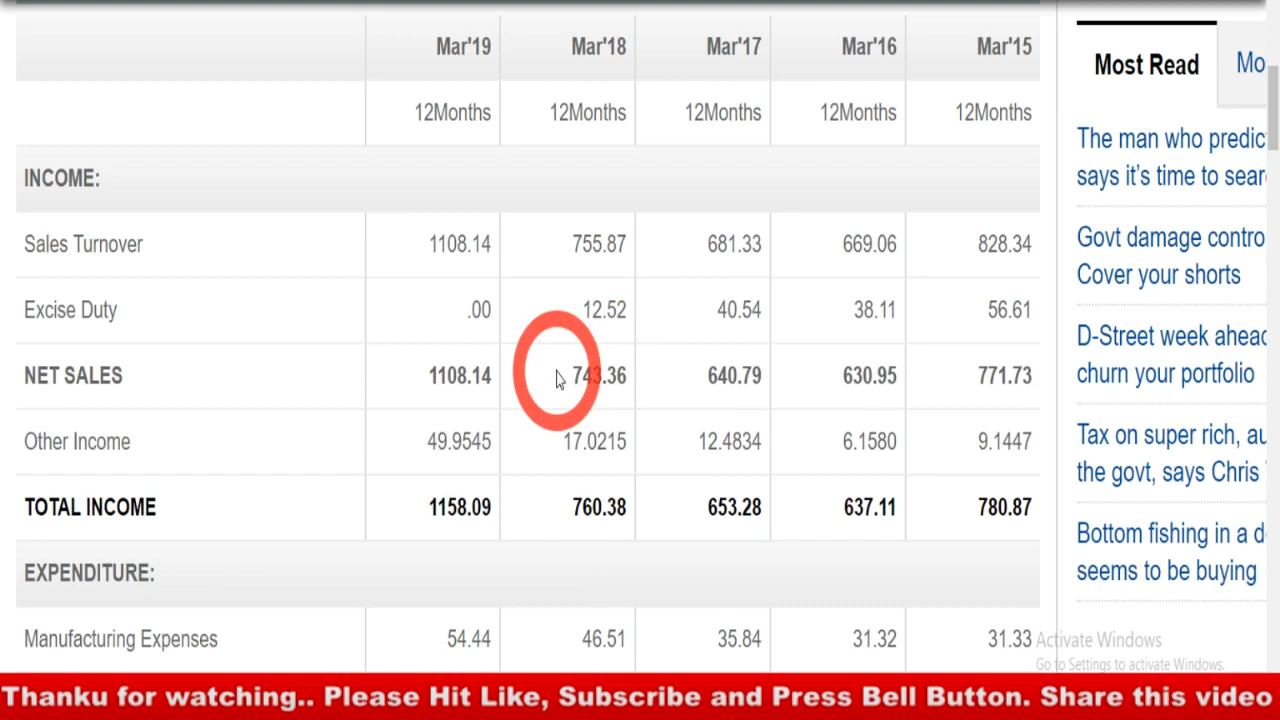 Mar'19 Mar'18 Mar'17 Mar'16 Mar'15
12Months 12Months 12Months 12Months 12Months
INCOME:
Sales Turnover 1108.14 755.87 681.33 669.06 828.34
Excise Duty .00 12.52 40.54 38.11 56.61
NET SALES 1108.14 743.36 640.79 630.95 771.73
Other Income 49.9545 17.0215 12.4834 6.1580 9.1447
TOTAL INCOME 1158.09 760.38 653.28 637.11 780.87
EXPENDITURE:
Manufacturing Expenses 54.44 46.51 35.84 31.32 31.33
Most Read Mo
The man who predic
says it's time to sear
Govt damage contro
Cover your shorts
D-Street week ahead
churn your portfolio
Tax on super rich, au
the govt, says Chris
Bottom fishing in a d
seems to be buying
Activate Windows
Go to Settings to activate Windows.
Thanku for watching.. Please Hit Like, Subscribe and Press Bell Button. Share this video